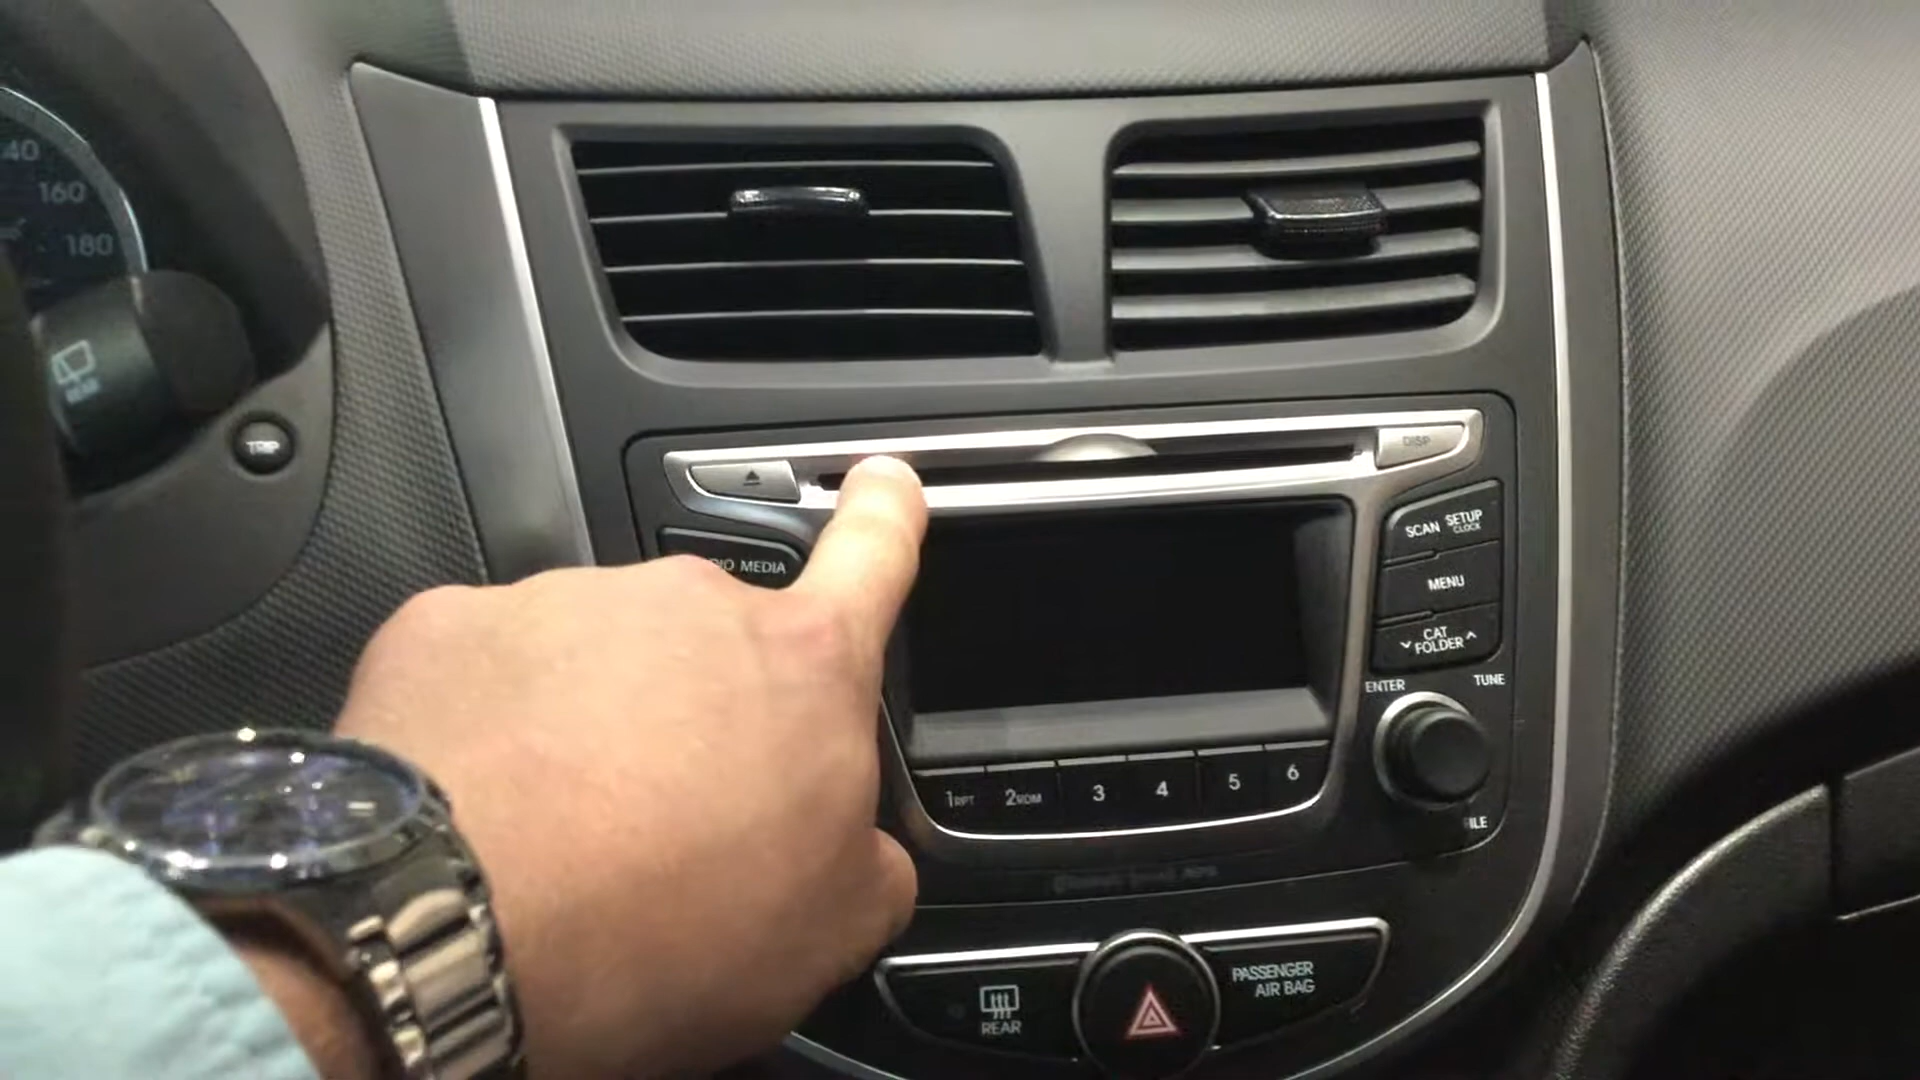 160
180
REAR
TRIP
DISP
MEDIA
SCAN SETUP
CLOCK
MENU
CAT
FOLDER
ENTER TUNE
1RPT 2RDM 3 4 5 6
FILE
REAR
PASSENGER
AIR BAG